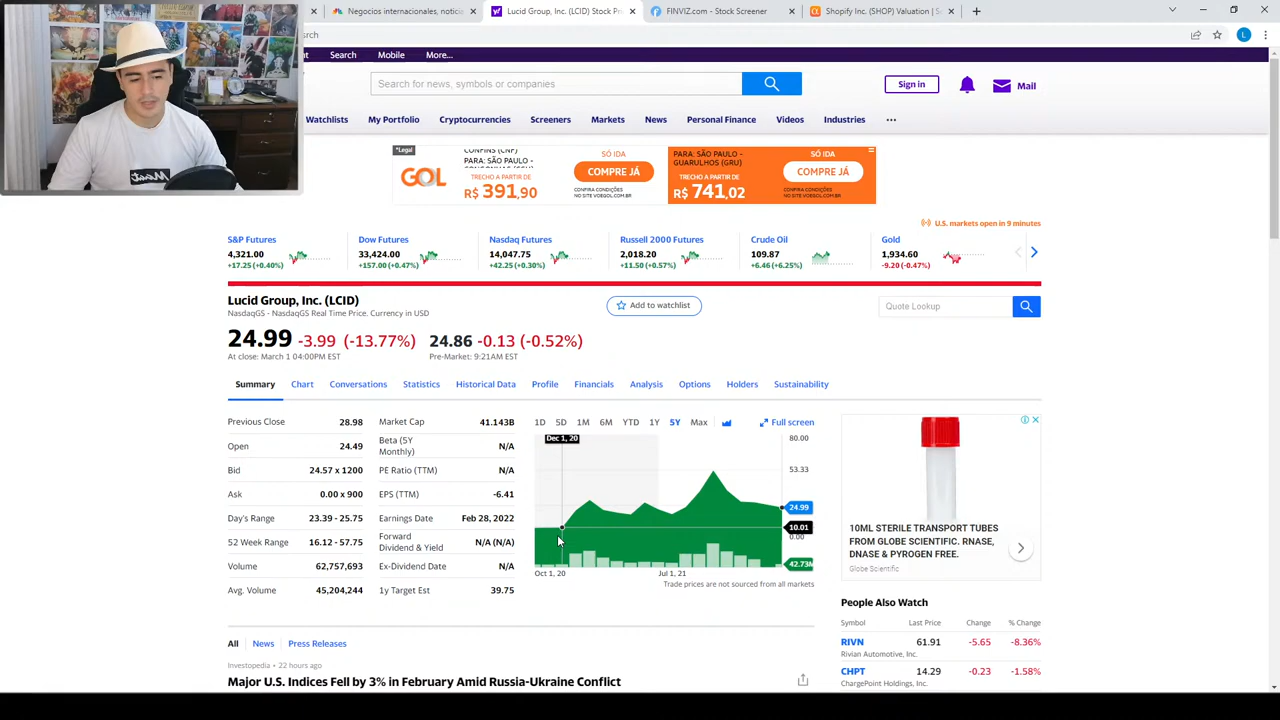 Negocios internacionales, notici
Lucid Group, Inc. (LCID) Stock Pr
FINVIZ.com - Stock Screener
Shopify Inc. (SHOP) Valuation | S
Search
Mobile
More...
Search for news, symbols or companies
Sign in
Mail
Watchlists
My Portfolio
Cryptocurrencies
Screeners
Markets
News
Personal Finance
Videos
Industries
*Legal
CONFINS (CNF)
PARA: SÃO PAULO -
SÓ IDA
GOL
TRECHO A PARTIR DE
R$ 391,90
COMPRE JÁ
CONFIRA CONDIÇÕES
NO SITE VOEGOL.COM.BR
PARA: SÃO PAULO -
GUARULHOS (GRU)
SÓ IDA
TRECHO A PARTIR DE
R$ 741,02
COMPRE JÁ
CONFIRA CONDIÇÕES
NO SITE VOEGOL.COM.BR
U.S. markets open in 9 minutes
S&P Futures
4,321.00
+17.25 (+0.40%)
Dow Futures
33,424.00
+157.00 (+0.47%)
Nasdaq Futures
14,047.75
+42.25 (+0.30%)
Russell 2000 Futures
2,018.20
+11.50 (+0.57%)
Crude Oil
109.87
+6.46 (+6.25%)
Gold
1,934.60
-9.20 (-0.47%)
Lucid Group, Inc. (LCID)
NasdaqGS - NasdaqGS Real Time Price. Currency in USD
Add to watchlist
Quote Lookup
24.99 -3.99 (-13.77%)
At close: March 1 04:00PM EST
24.86 -0.13 (-0.52%)
Pre-Market: 9:21AM EST
Summary
Chart
Conversations
Statistics
Historical Data
Profile
Financials
Analysis
Options
Holders
Sustainability
Previous Close 28.98
Open 24.49
Bid 24.57 x 1200
Ask 0.00 x 900
Day's Range 23.39 - 25.75
52 Week Range 16.12 - 57.75
Volume 62,757,693
Avg. Volume 45,204,244
Market Cap 41.143B
Beta (5Y
Monthly) N/A
PE Ratio (TTM) N/A
EPS (TTM) -6.41
Earnings Date Feb 28, 2022
Forward
Dividend & Yield N/A (N/A)
Ex-Dividend Date N/A
1y Target Est 39.75
1D 5D 1M 6M YTD 1Y 5Y Max
Full screen
Dec 1, 20
80.00
53.33
24.99
10.01
0.00
42.73M
Oct 1, 20
Jul 1, 21
Trade prices are not sourced from all markets
10ML STERILE TRANSPORT TUBES
FROM GLOBE SCIENTIFIC. RNASE,
DNASE & PYROGEN FREE.
Globe Scientific
People Also Watch
Symbol Last Price Change % Change
RIVN 61.91 -5.65 -8.36%
Rivian Automotive, Inc.
CHPT 14.29 -0.23 -1.58%
ChargePoint Holdings, Inc.
All
News
Press Releases
Investopedia • 22 hours ago
Major U.S. Indices Fell by 3% in February Amid Russia-Ukraine Conflict